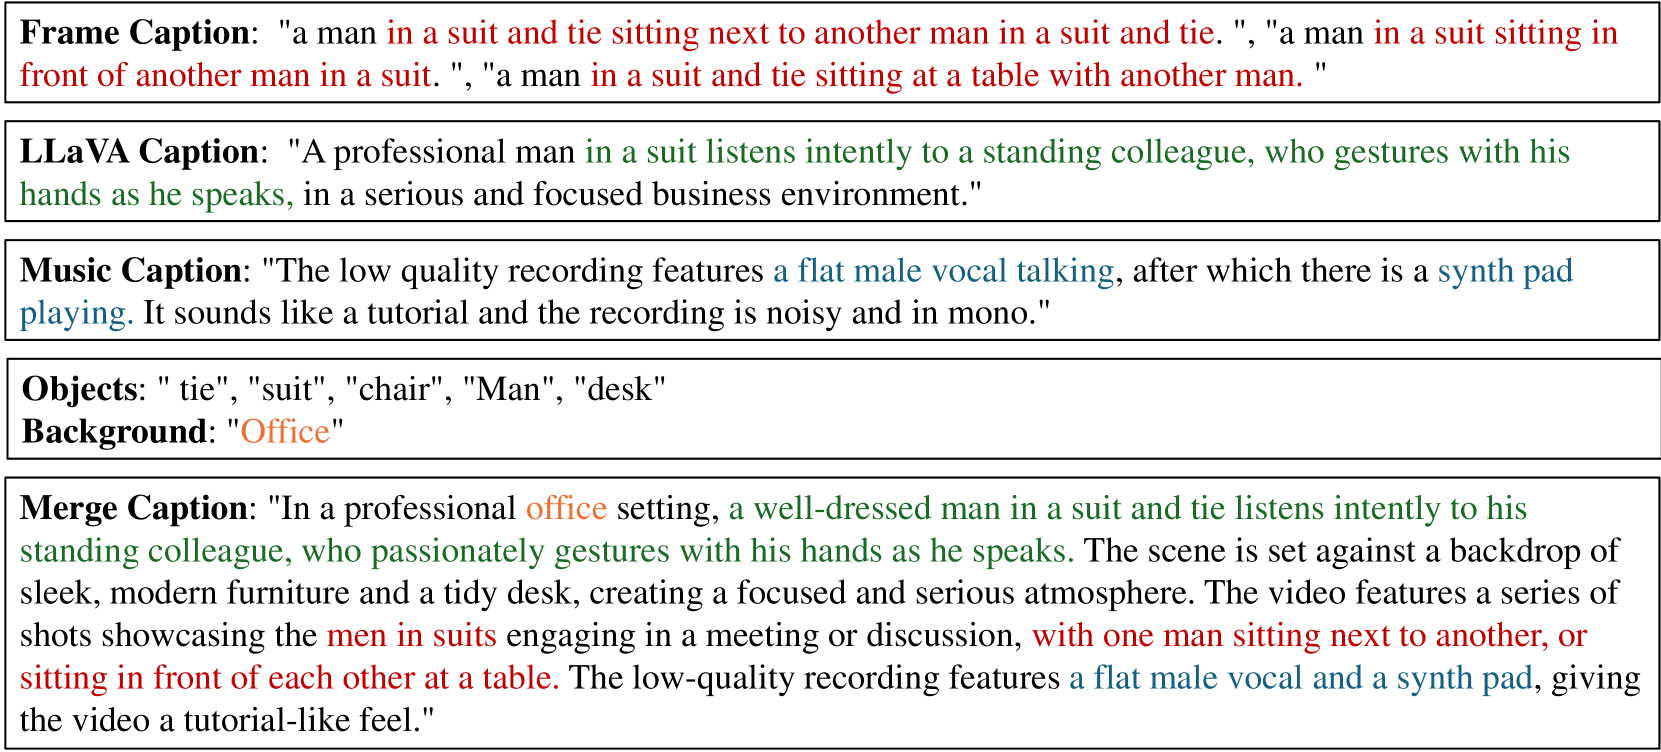 Frame Caption: "a man in a suit and tie sitting next to another man in a suit and tie. ", "a man in a suit sitting in
front of another man in a suit. ", "a man in a suit and tie sitting at a table with another man. "
LLaVA Caption: "A professional man in a suit listens intently to a standing colleague, who gestures with his
hands as he speaks, in a serious and focused business environment."
Music Caption: "The low quality recording features a flat male vocal talking, after which there is a synth pad
playing. It sounds like a tutorial and the recording is noisy and in mono."
Objects: " tie", "suit", "chair", "Man", "desk"
Background: "Office"
Merge Caption: "In a professional office setting, a well-dressed man in a suit and tie listens intently to his
standing colleague, who passionately gestures with his hands as he speaks. The scene is set against a backdrop of
sleek, modern furniture and a tidy desk, creating a focused and serious atmosphere. The video features a series of
shots showcasing the men in suits engaging in a meeting or discussion, with one man sitting next to another, or
sitting in front of each other at a table. The low-quality recording features a flat male vocal and a synth pad, giving
the video a tutorial-like feel."